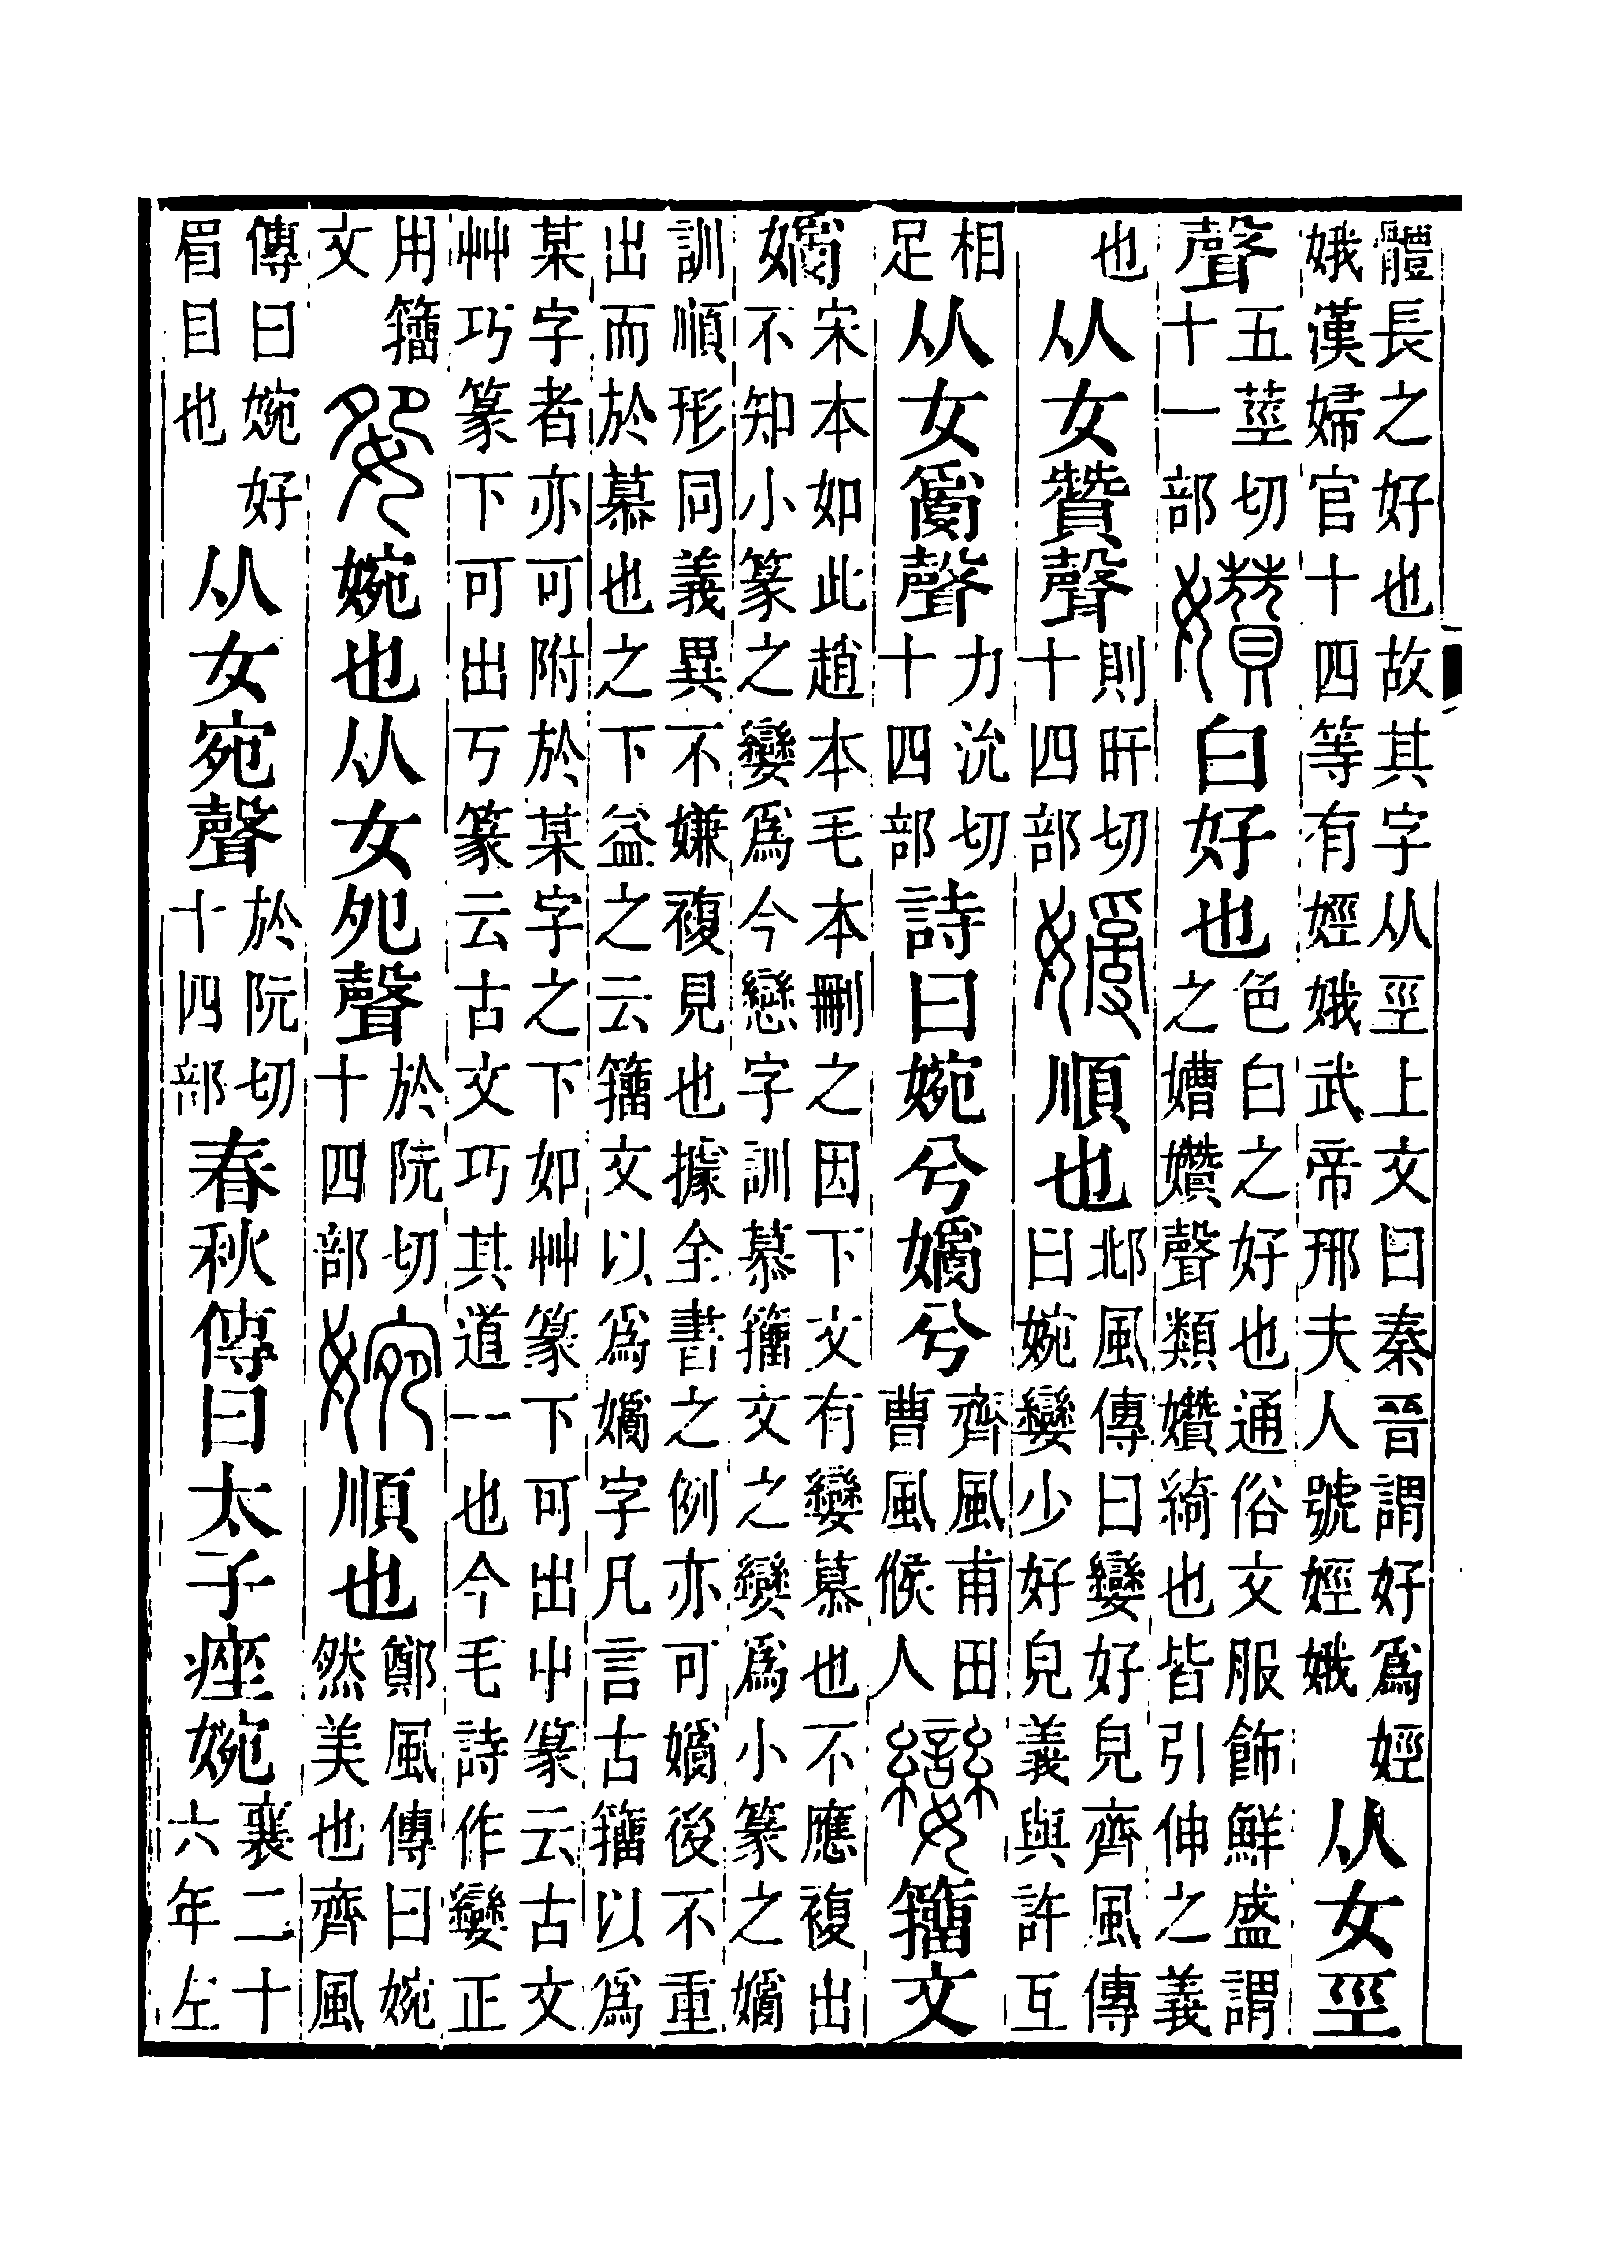 體長之好也故其字从巠上文曰秦晉謂好爲娙娥漢婦官十四等有娙娥武帝邢夫人號娙娥从女巠
聲五莖切十一部㜺白好也色白之好也通俗文服飾鮮盛謂之㜖㜺聲類㜺綺也皆引伸之義
也从女贊聲則旰切十四部𡡗順也邶風傳曰孌好皃齊風傳曰婉孌少好皃義與許互
相足从女𤔔聲力沇切十四部詩曰婉兮𡡗兮齊風甫田曹風候人孌籒文
𡡗宋本如此趙本毛本刪之因下文有孌慕也不應複出不知小篆之孌爲今戀字訓慕籒文之孌爲小篆之𡡗
訓順形同義異不嫌複見也據全書之例亦可𡡗後不重出而於慕也之下益之云籒文以爲𡡗字凡言古籒以爲
某字者亦可附於某字之下如艸篆下可出屮篆云古文艸巧篆下可出丂篆云古文巧其道一也今毛詩作孌正
用籒文妴婉也从女夗聲於阮切十四部婉順也鄭風傳曰婉然美也齊風
傳曰婉好眉目也从女宛聲於阮切十四部春秋傳曰太子痤婉襄二十六年左